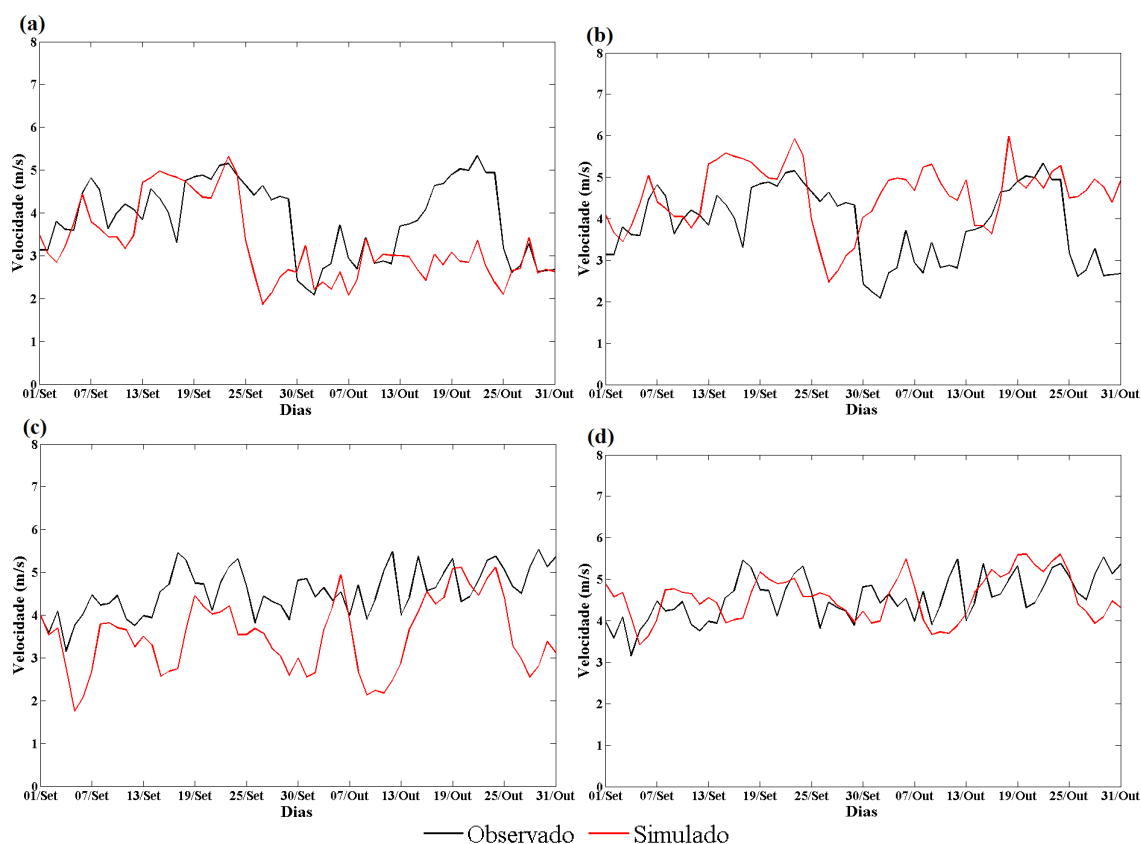 (a)
8
7
6
5
4
3
2
1
0
Velocidade (m/s)
01/Set 07/Set 13/Set 19/Set 25/Set 30/Set 07/Out 13/Out 19/Out 25/Out 31/Out
Dias
(b)
8
7
6
5
4
3
2
1
0
Velocidade (m/s)
01/Set 07/Set 13/Set 19/Set 25/Set 30/Set 07/Out 13/Out 19/Out 25/Out 31/Out
Dias
(c)
8
7
6
5
4
3
2
1
0
Velocidade (m/s)
01/Set 07/Set 13/Set 19/Set 25/Set 30/Set 07/Out 13/Out 19/Out 25/Out 31/Out
Dias
(d)
8
7
6
5
4
3
2
1
0
Velocidade (m/s)
01/Set 07/Set 13/Set 19/Set 25/Set 30/Set 07/Out 13/Out 19/Out 25/Out 31/Out
Dias
Observado Simulado